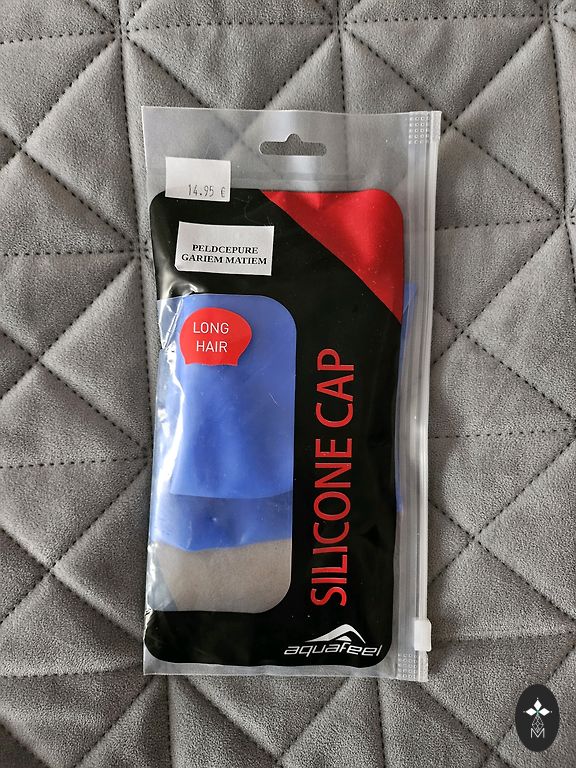 14.95 €
PELDCEPURE
GARIEM MATIEM
LONG
HAIR
SILICONE CAP
aquafeel
M